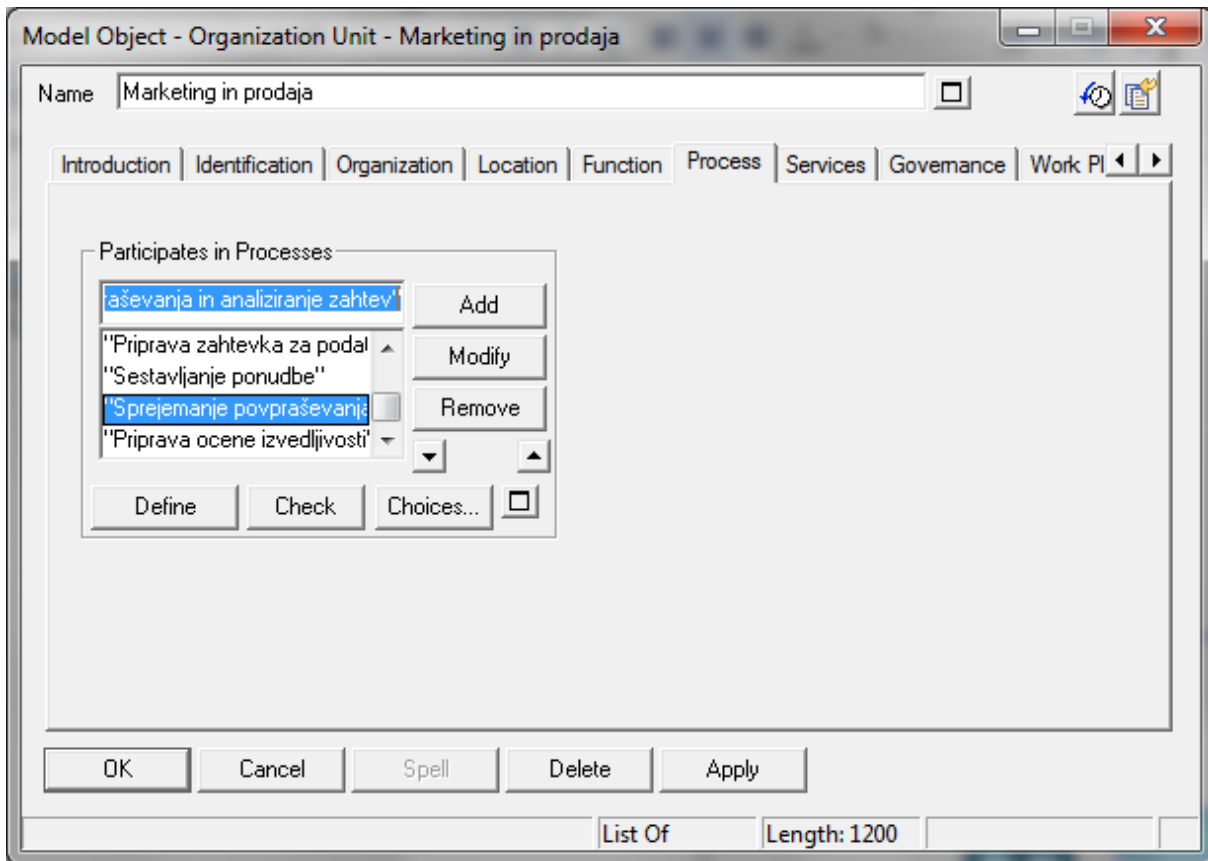 Model Object - Organization Unit - Marketing in prodaja
Name Marketing in prodaja
Introduction Identification Organization Location Function Process Services Governance Work Pl
Participates in Processes
raševanja in analiziranje zahtev"
Add
"Priprava zahtevka za podat
Modify
"Sestavljanje ponudbe"
"Sprejemanje povpraševanja
Remove
"Priprava ocene izvedljivosti"
Define Check Choices...
OK Cancel Spell Delete Apply
List Of Length: 1200